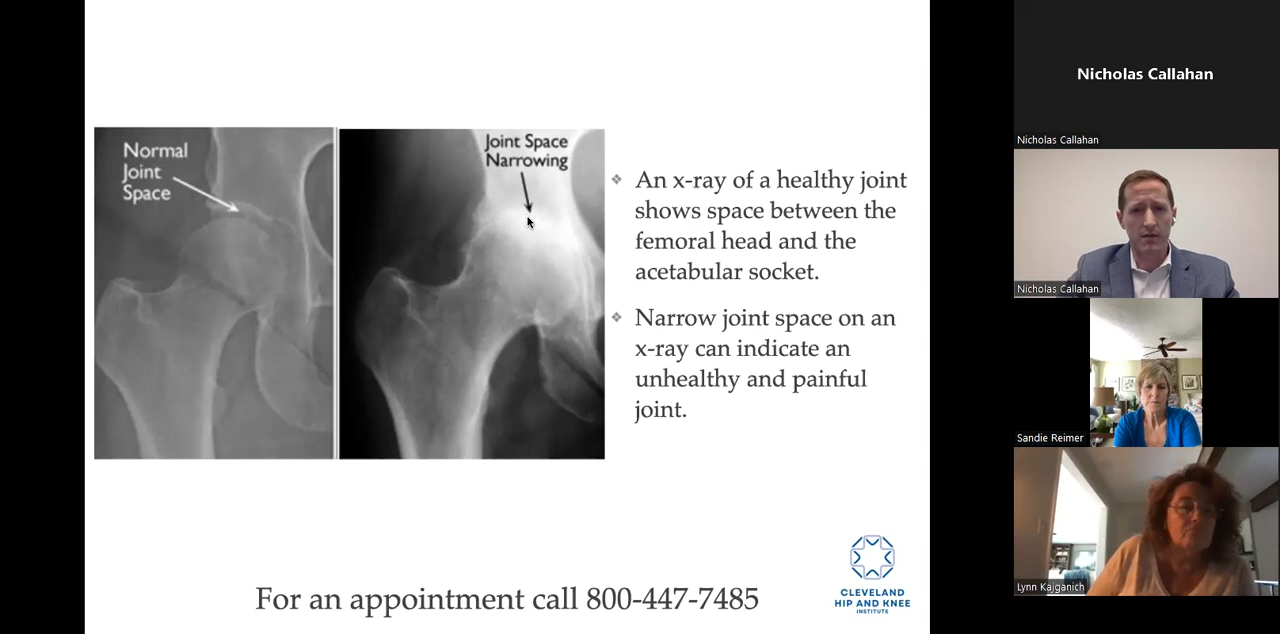 Normal
Joint
Space
Joint Space
Narrowing
❖ An x-ray of a healthy joint
shows space between the
femoral head and the
acetabular socket.
❖ Narrow joint space on an
x-ray can indicate an
unhealthy and painful
joint.
For an appointment call 800-447-7485
CLEVELAND
HIP AND KNEE
INSTITUTE
Nicholas Callahan
Nicholas Callahan
Nicholas Callahan
Sandie Reimer
Lynn Kajganich